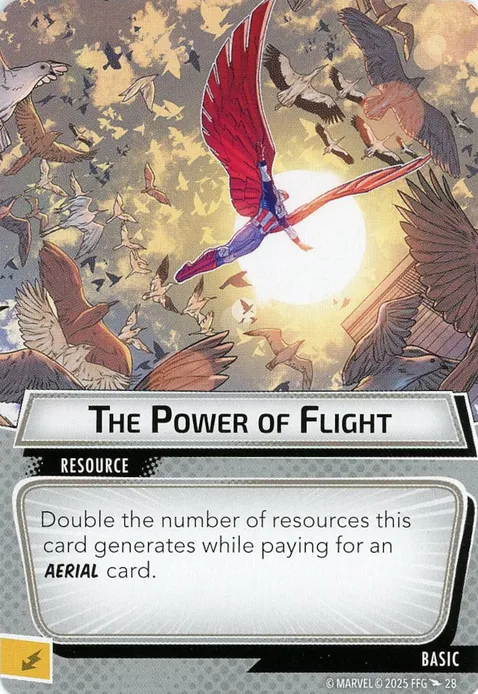 THE POWER OF FLIGHT
RESOURCE
Double the number of resources this
card generates while paying for an
AERIAL card.
BASIC
© MARVEL © 2025 FFG 28